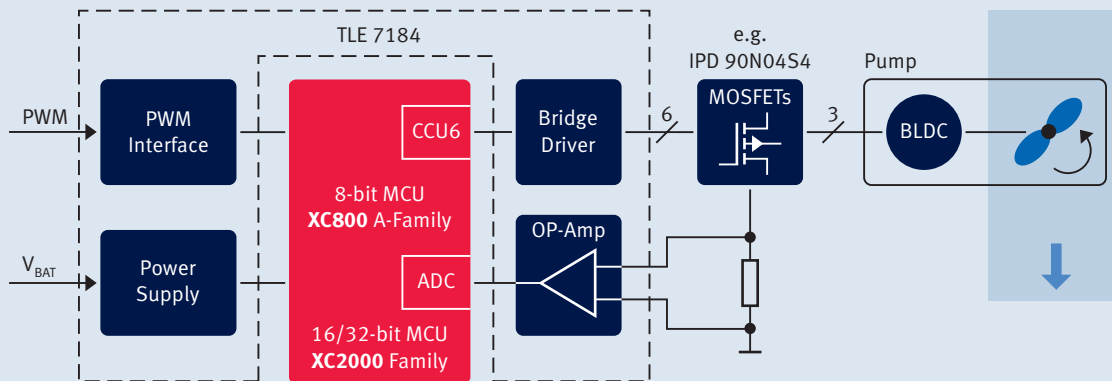 TLE 7184
e.g.
IPD 90N04S4
Pump
PWM
PWM
Interface
CCU6
Bridge
Driver
6
MOSFETs
3
BLDC
8-bit MCU
XC800 A-Family
V_BAT
Power
Supply
ADC
OP-Amp
16/32-bit MCU
XC2000 Family